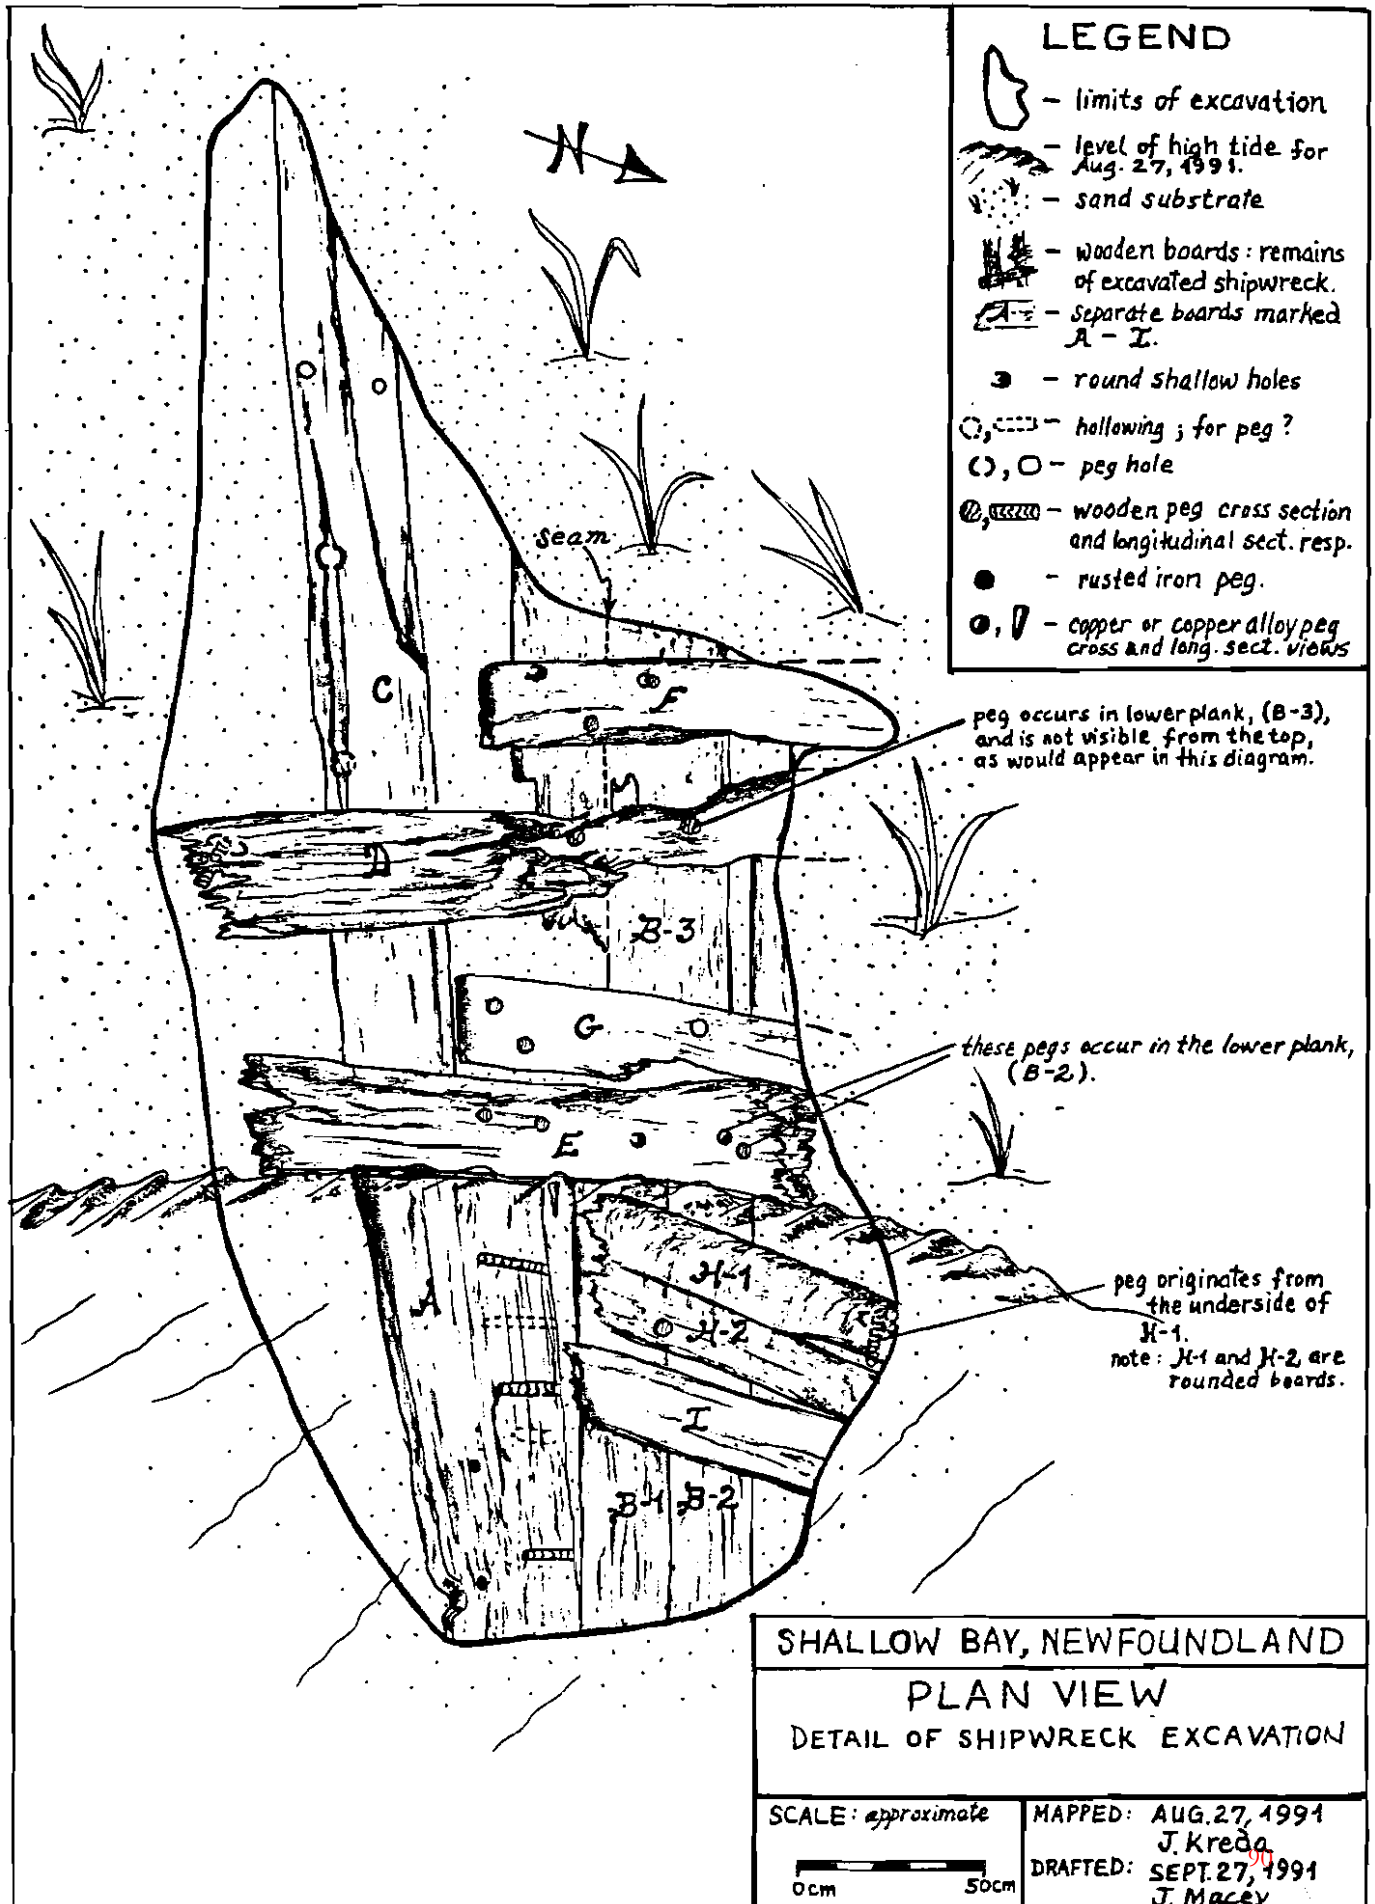 LEGEND
– limits of excavation
– level of high tide for
Aug. 27, 1991.
– sand substrate
– wooden boards: remains
of excavated shipwreck.
A – separate boards marked
A – I.
– round shallow holes
– hollowing ; for peg ?
– peg hole
– wooden peg cross section
and longitudinal sect. resp.
– rusted iron peg.
– copper or copper alloy peg
cross and long. sect. views
N
seam
C
F
peg occurs in lower plank, (B-3),
and is not visible from the top,
as would appear in this diagram.
D
B-3
G
these pegs occur in the lower plank,
(B-2).
E
A
H-1
H-2
peg originates from
the underside of
H-1.
note: H-1 and H-2 are
rounded boards.
I
B-1
B-2
SHALLOW BAY, NEWFOUNDLAND
PLAN VIEW
DETAIL OF SHIPWRECK EXCAVATION
SCALE: approximate
0cm 50cm
MAPPED: AUG. 27, 1991
J. Kreda
90
DRAFTED: SEPT. 27, 1991
J. Macey